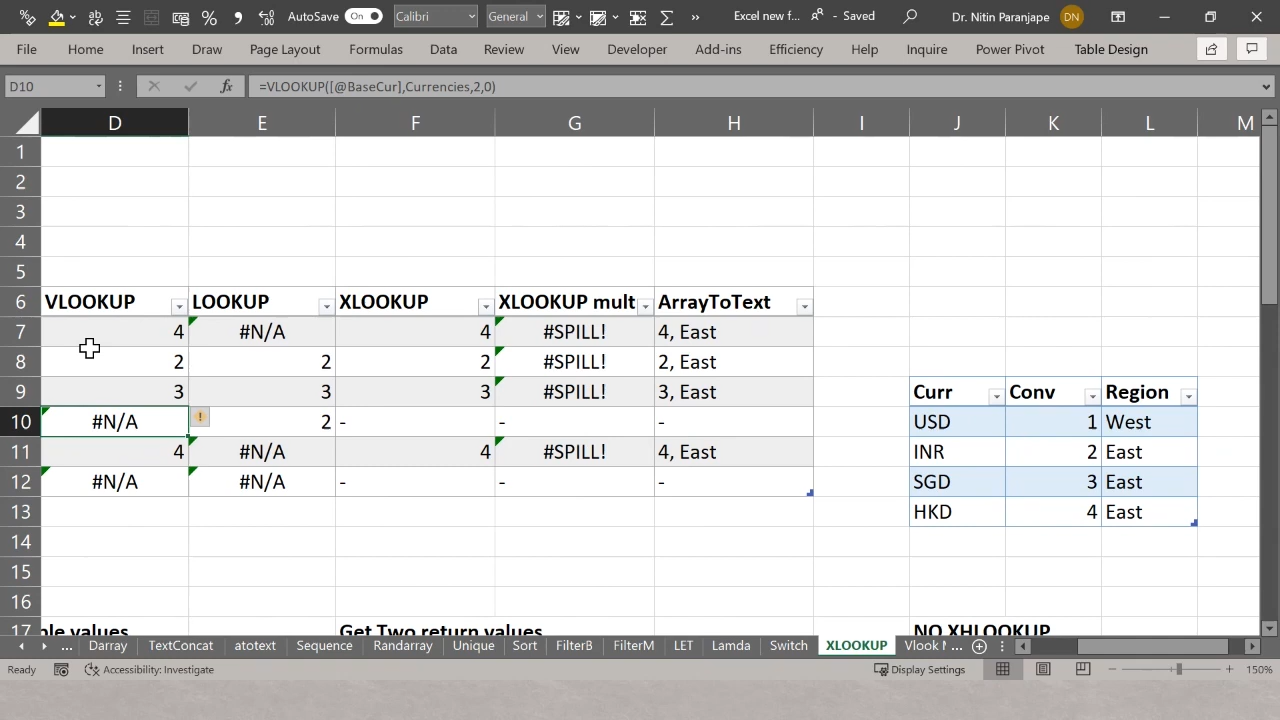 AutoSave On Calibri General Excel new f... Saved Dr. Nitin Paranjape DN
File Home Insert Draw Page Layout Formulas Data Review View Developer Add-ins Efficiency Help Inquire Power Pivot Table Design
D10 fx =VLOOKUP([@BaseCur],Currencies,2,0)
D E F G H I J K L M
1
2
3
4
5
6 VLOOKUP LOOKUP XLOOKUP XLOOKUP mult ArrayToText
7 4 #N/A 4 #SPILL! 4, East
8 2 2 2 #SPILL! 2, East
9 3 3 3 #SPILL! 3, East Curr Conv Region
10 #N/A 2 - - - USD 1 West
11 4 #N/A 4 #SPILL! 4, East INR 2 East
12 #N/A #N/A - - - SGD 3 East
13 HKD 4 East
14
15
16
17 ple values Get Two return values NO XHLOOKUP
... Darray TextConcat atotext Sequence Randarray Unique Sort FilterB FilterM LET Lamda Switch XLOOKUP Vlook ...
Ready Accessibility: Investigate Display Settings 150%